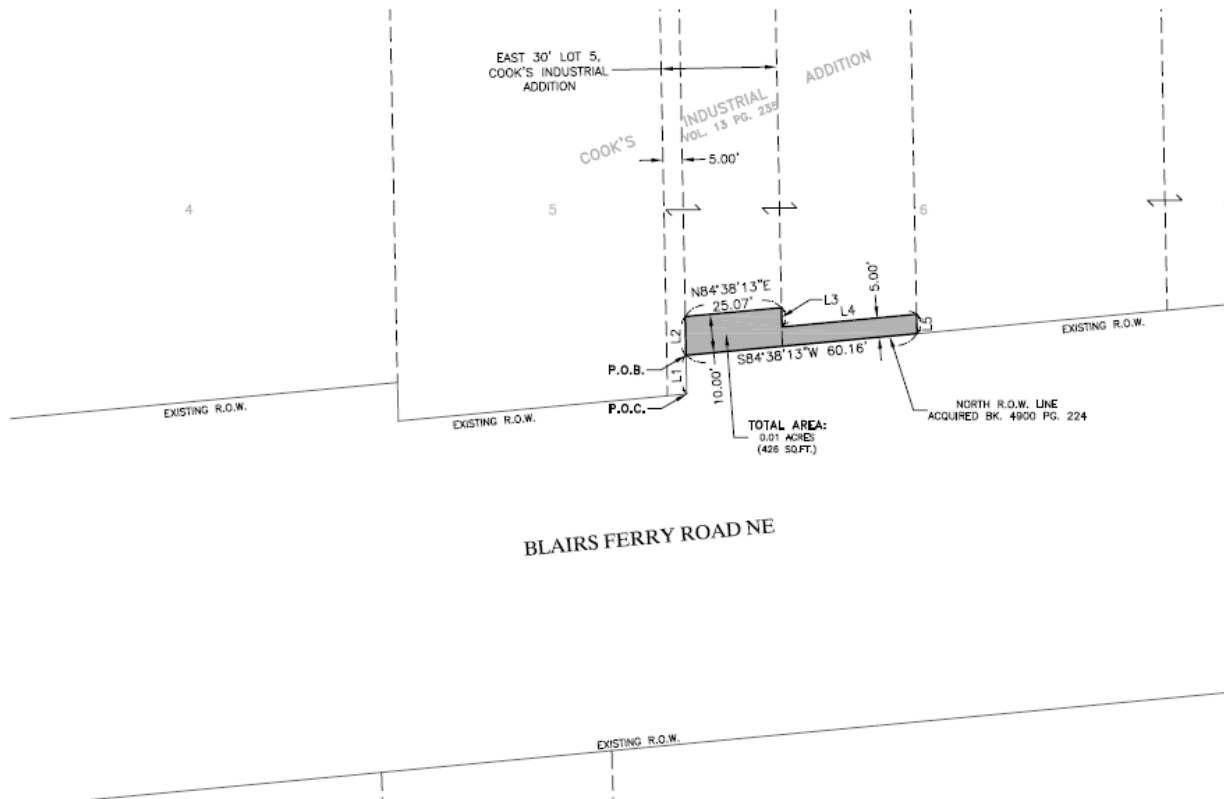 EAST 30' LOT 5,
COOK'S INDUSTRIAL
ADDITION
COOK'S INDUSTRIAL ADDITION
VOL. 13 PG. 235
5.00'
4
5
6
N84°38'13"E
25.07'
L3
L4
5.00'
L2
L5
S84°38'13"W 60.16'
10.00'
P.O.B.
L1
P.O.C.
EXISTING R.O.W.
EXISTING R.O.W.
EXISTING R.O.W.
NORTH R.O.W. LINE
ACQUIRED BK. 4900 PG. 224
TOTAL AREA:
0.01 ACRES
(426 SQ.FT.)
BLAIRS FERRY ROAD NE
EXISTING R.O.W.